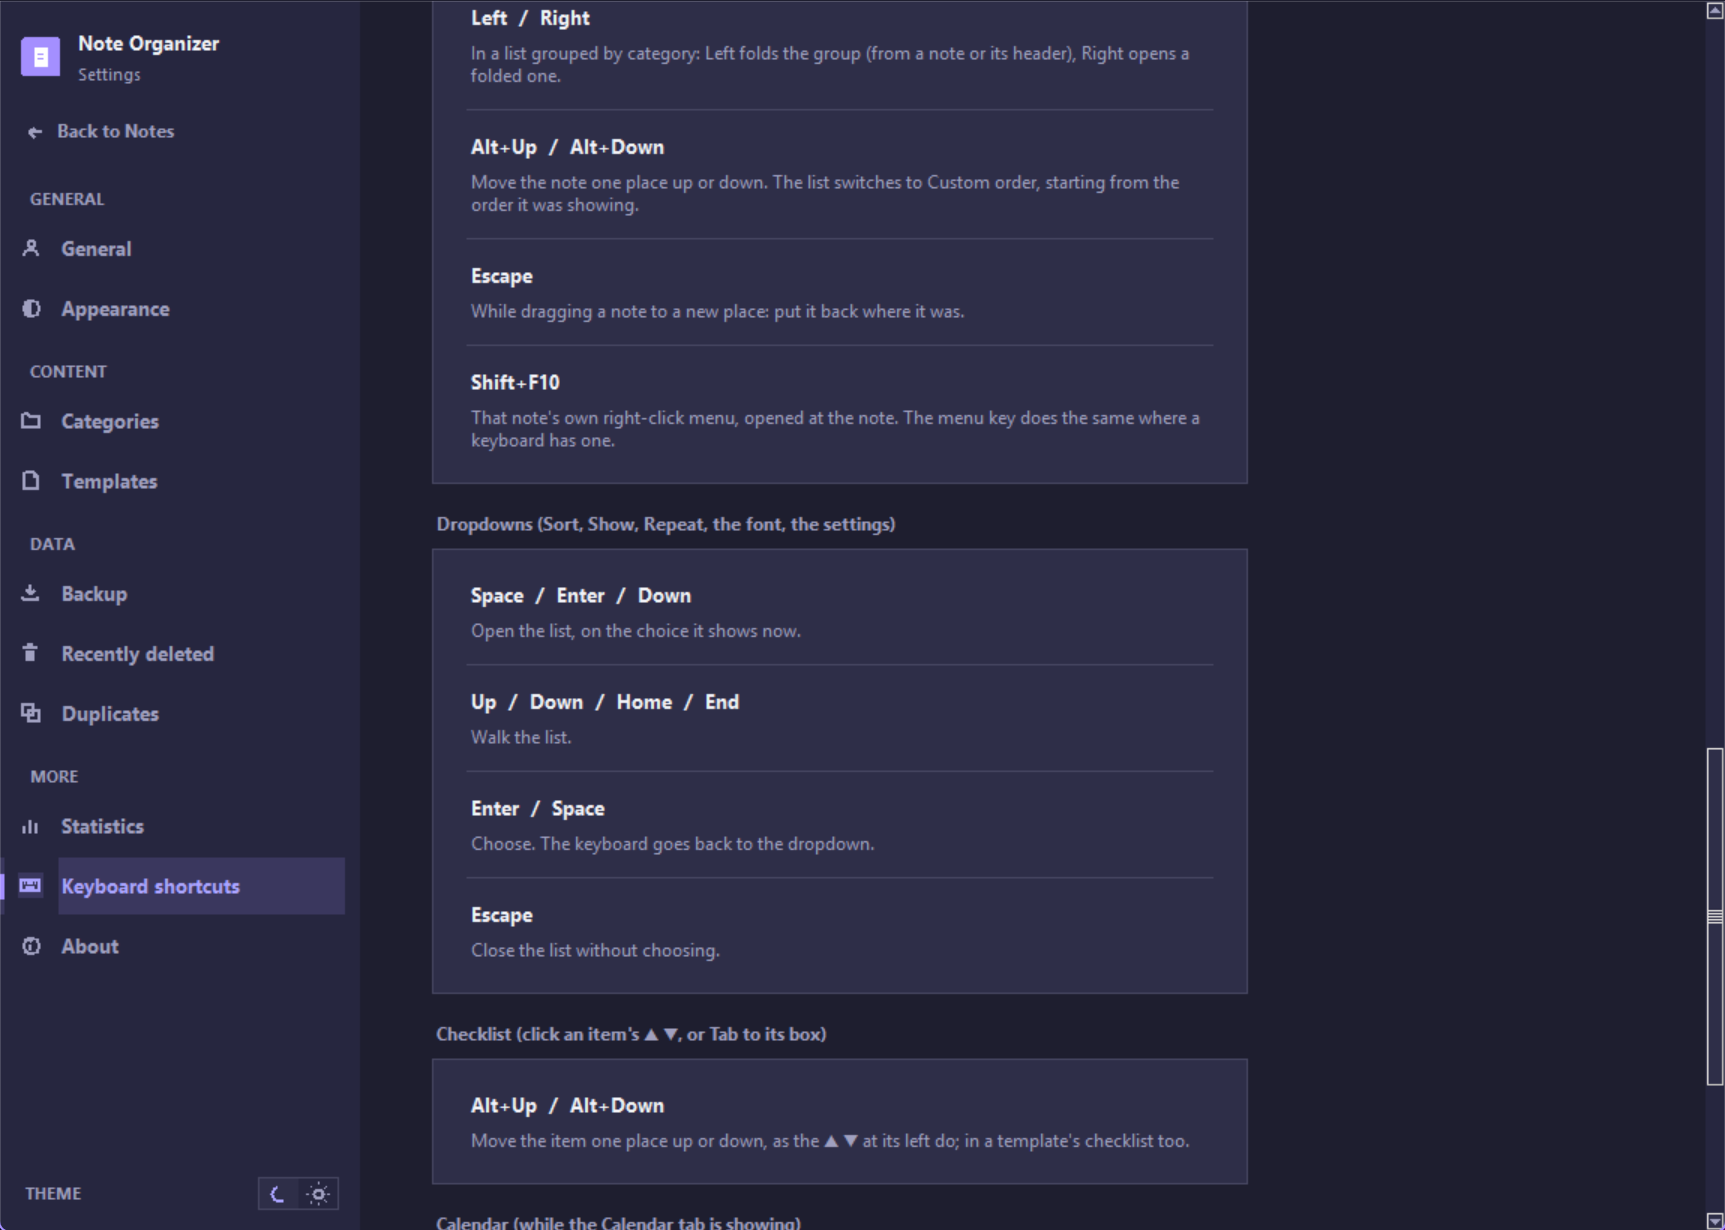 Note Organizer
Settings
Back to Notes
GENERAL
General
Appearance
CONTENT
Categories
Templates
DATA
Backup
Recently deleted
Duplicates
MORE
Statistics
Keyboard shortcuts
About
THEME
Left / Right
In a list grouped by category: Left folds the group (from a note or its header), Right opens a
folded one.
Alt+Up / Alt+Down
Move the note one place up or down. The list switches to Custom order, starting from the
order it was showing.
Escape
While dragging a note to a new place: put it back where it was.
Shift+F10
That note's own right-click menu, opened at the note. The menu key does the same where a
keyboard has one.
Dropdowns (Sort, Show, Repeat, the font, the settings)
Space / Enter / Down
Open the list, on the choice it shows now.
Up / Down / Home / End
Walk the list.
Enter / Space
Choose. The keyboard goes back to the dropdown.
Escape
Close the list without choosing.
Checklist (click an item's ▲ ▼, or Tab to its box)
Alt+Up / Alt+Down
Move the item one place up or down, as the ▲ ▼ at its left do; in a template's checklist too.
Calendar (while the Calendar tab is showing)